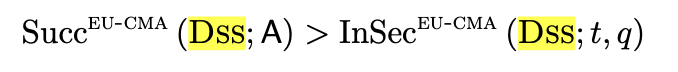 Succ^EU-CMA (Dss; A) > InSec^EU-CMA (Dss; t, q)